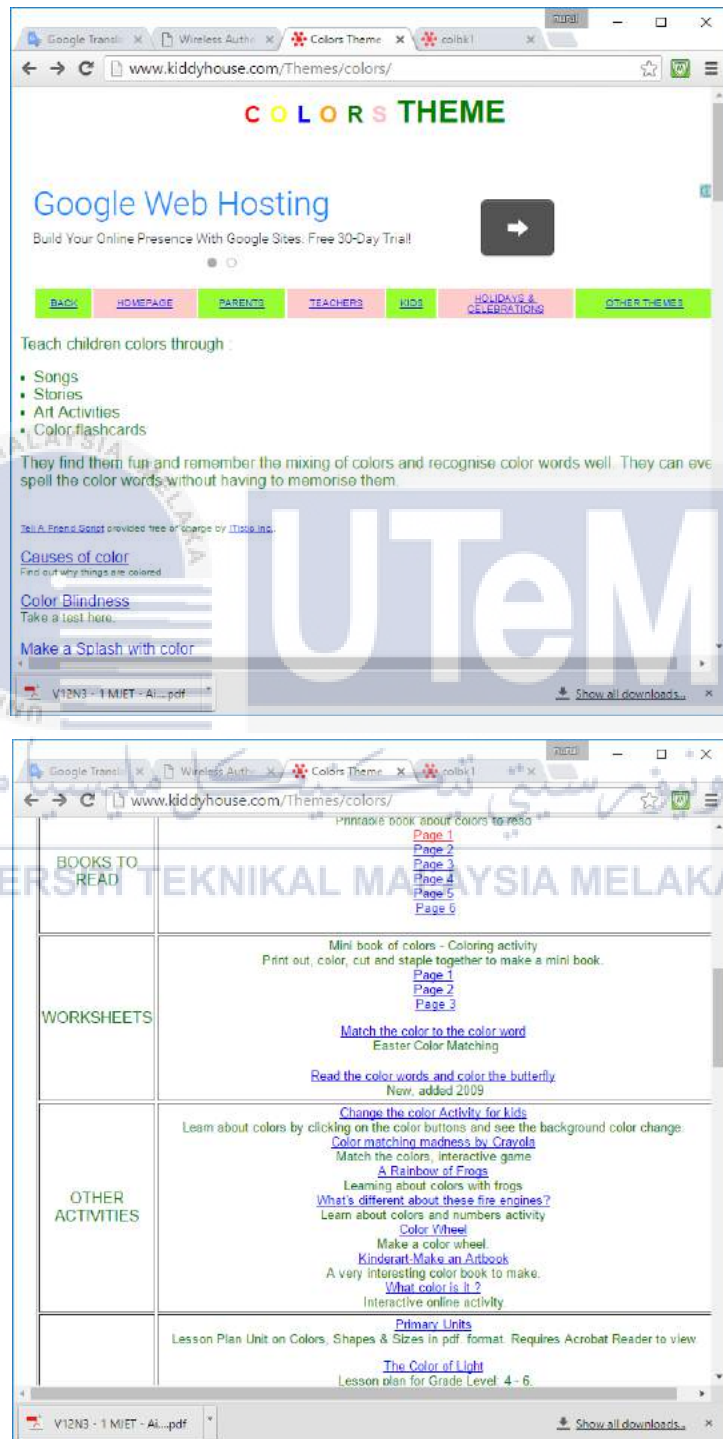 Google Transl
Wireless Authe
Colors Theme
colbk1
www.kiddyhouse.com/Themes/colors/
C O L O R S THEME
Google Web Hosting
Build Your Online Presence With Google Sites. Free 30-Day Trial!
BACK HOMEPAGE PARENTS TEACHERS KIDS HOLIDAYS & CELEBRATIONS OTHER THEMES
Teach children colors through :
Songs
Stories
Art Activities
Color flashcards
They find them fun and remember the mixing of colors and recognise color words well. They can eve
spell the color words without having to memorise them.
Tell A Friend Script provided free of charge by ITistic Inc.
Causes of color
Find out why things are colored
Color Blindness
Take a test here.
Make a Splash with color
UTeM
V12N3 - 1 MJET - Ai....pdf
Show all downloads...
Google Transl
Wireless Authe
Colors Theme
colbk1
www.kiddyhouse.com/Themes/colors/
Printable book about colors to read
BOOKS TO READ
Page 1
Page 2
Page 3
Page 4
Page 5
Page 6
ERSITI TEKNIKAL MALAYSIA MELAKA
Mini book of colors - Coloring activity
Print out, color, cut and staple together to make a mini book.
Page 1
Page 2
Page 3
WORKSHEETS
Match the color to the color word
Easter Color Matching
Read the color words and color the butterfly
New, added 2009
Change the color Activity for kids
Learn about colors by clicking on the color buttons and see the background color change.
Color matching madness by Crayola
Match the colors, interactive game
A Rainbow of Frogs
Learning about colors with frogs
OTHER ACTIVITIES
What's different about these fire engines?
Learn about colors and numbers activity
Color Wheel
Make a color wheel.
Kinderart-Make an Artbook
A very interesting color book to make.
What color is it ?
Interactive online activity.
Primary Units
Lesson Plan Unit on Colors, Shapes & Sizes in pdf. format. Requires Acrobat Reader to view.
The Color of Light
Lesson plan for Grade Level: 4 - 6.
V12N3 - 1 MJET - Ai....pdf
Show all downloads...